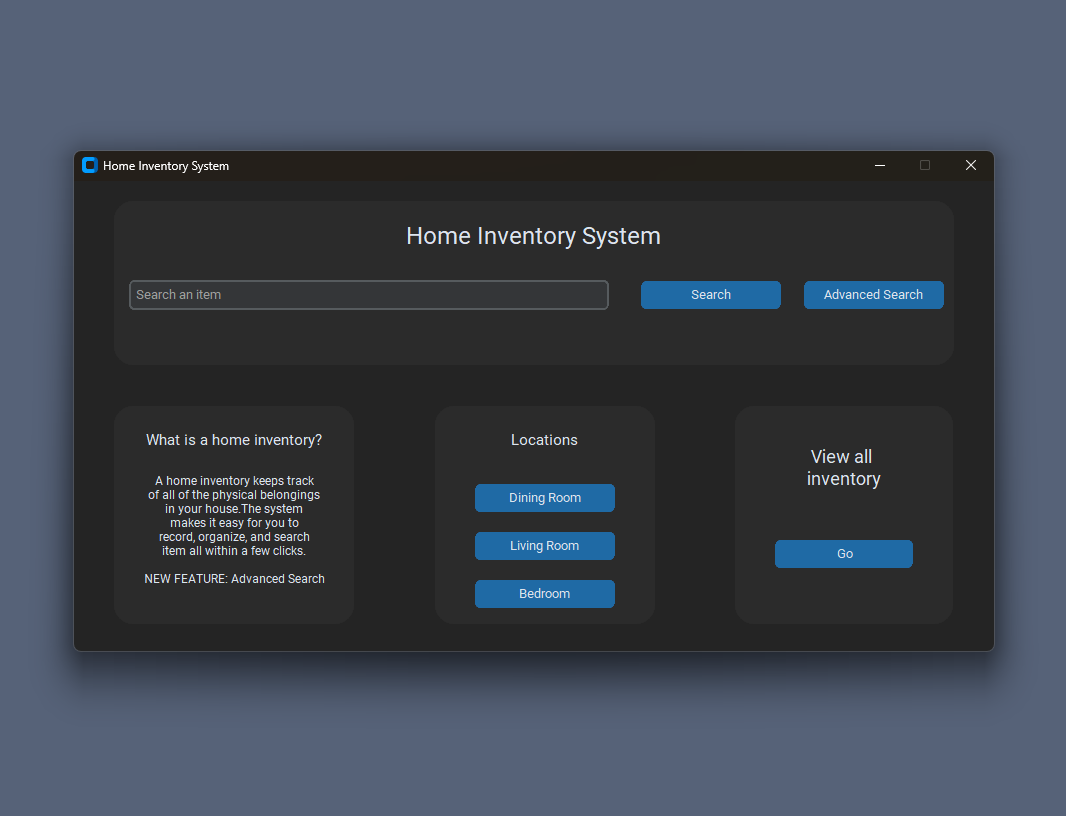 Home Inventory System
Home Inventory System
Search an item
Search
Advanced Search
What is a home inventory?
A home inventory keeps track
of all of the physical belongings
in your house.The system
makes it easy for you to
record, organize, and search
item all within a few clicks.
NEW FEATURE: Advanced Search
Locations
Dining Room
Living Room
Bedroom
View all
inventory
Go